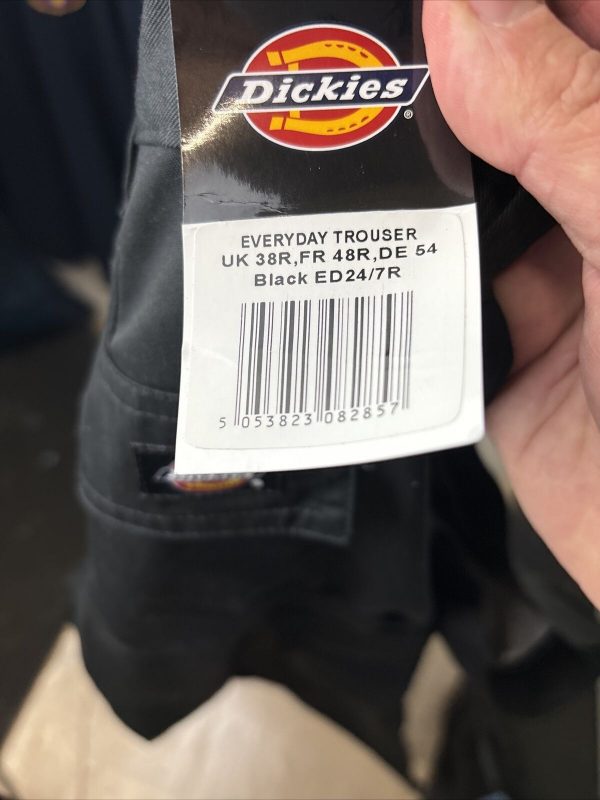 Dickies®
EVERYDAY TROUSER
UK 38R,FR 48R,DE 54
Black ED24/7R
5 053823 082857